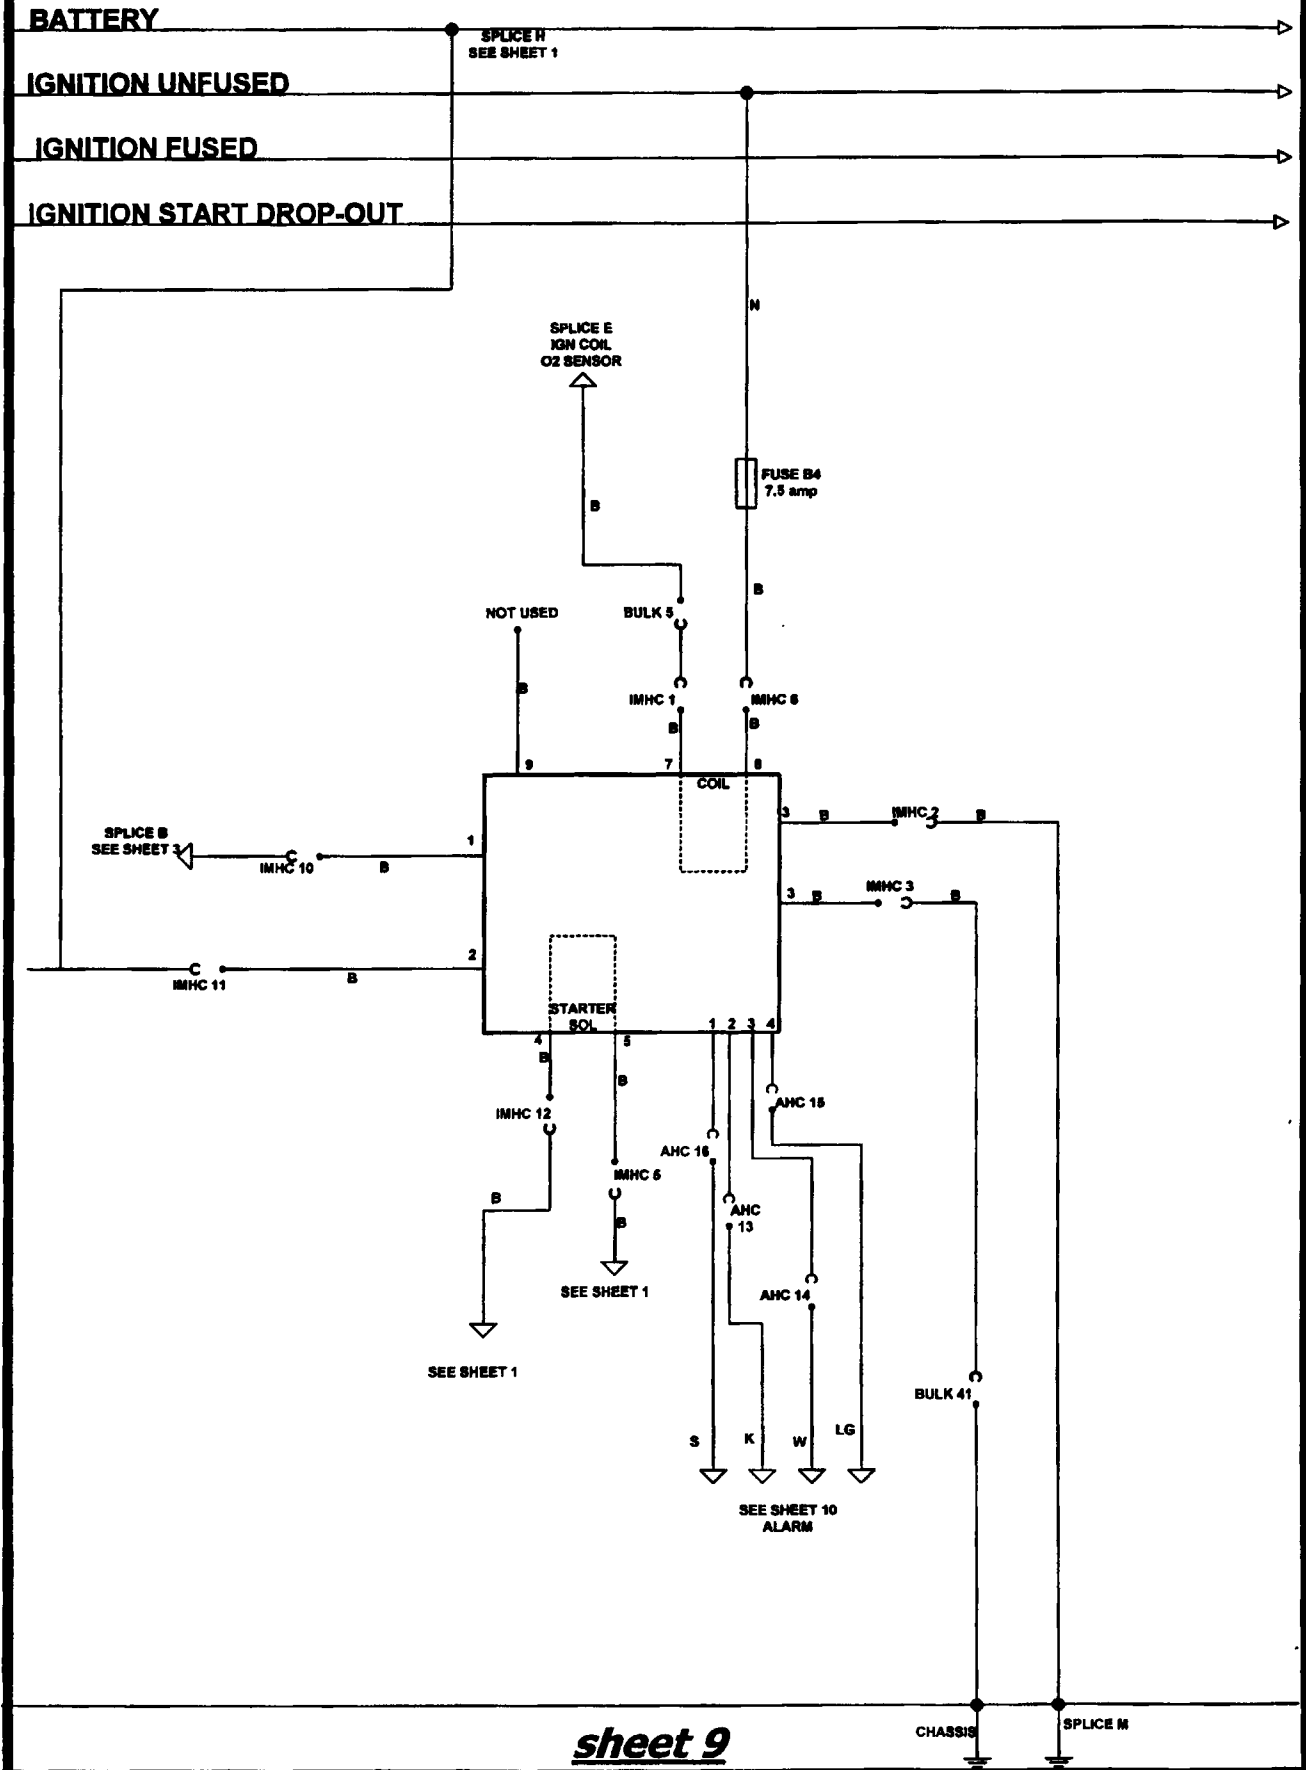 BATTERY
SPLICE H
SEE SHEET 1
IGNITION UNFUSED
IGNITION FUSED
IGNITION START DROP-OUT
N
SPLICE E
IGN COIL
O2 SENSOR
FUSE B4
7.5 amp
B
B
NOT USED
BULK 5
B
IMHC 1
IMHC 6
B
B
9
7
8
COIL
3
B
IMHC 2
B
SPLICE B
SEE SHEET 3
1
IMHC 10
B
3
B
IMHC 3
B
2
IMHC 11
B
STARTER
SOL
1
2
3
4
4
5
B
B
IMHC 12
AHC 15
AHC 16
IMHC 5
B
B
AHC
13
SEE SHEET 1
AHC 14
SEE SHEET 1
BULK 41
S
K
W
LG
SEE SHEET 10
ALARM
CHASSIS
SPLICE M
sheet 9